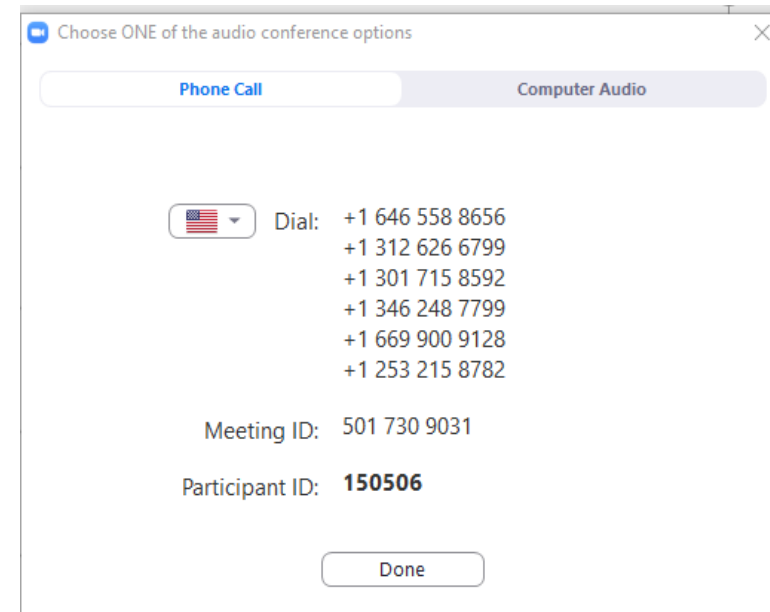 Choose ONE of the audio conference options
Phone Call Computer Audio
Dial: +1 646 558 8656
+1 312 626 6799
+1 301 715 8592
+1 346 248 7799
+1 669 900 9128
+1 253 215 8782
Meeting ID: 501 730 9031
Participant ID: 150506
Done